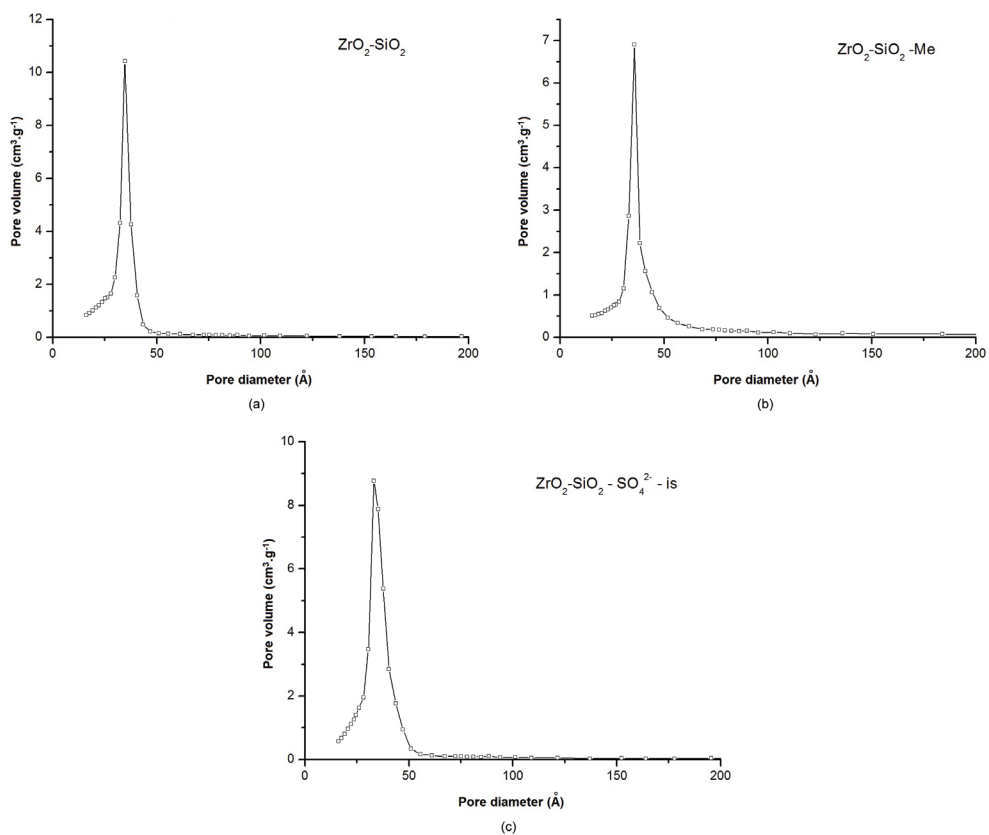 ZrO₂-SiO₂
12
10
8
6
4
2
0
Pore volume (cm³.g⁻¹)
0 50 100 150 200
Pore diameter (Å)
(a)
ZrO₂-SiO₂ -Me
7
6
5
4
3
2
1
0
Pore volume (cm³.g⁻¹)
0 50 100 150 200
Pore diameter (Å)
(b)
ZrO₂-SiO₂ - SO₄²⁻ - is
10
8
6
4
2
0
Pore volume (cm³.g⁻¹)
0 50 100 150 200
Pore diameter (Å)
(c)